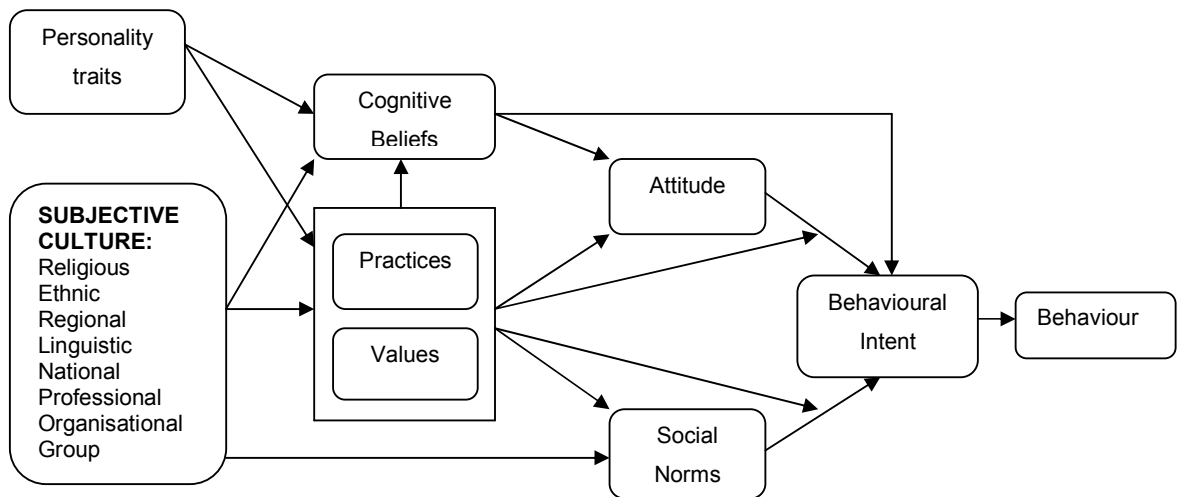 Personality
traits
Cognitive
Beliefs
SUBJECTIVE
CULTURE:
Religious
Ethnic
Regional
Linguistic
National
Professional
Organisational
Group
Practices
Values
Attitude
Social
Norms
Behavioural
Intent
Behaviour